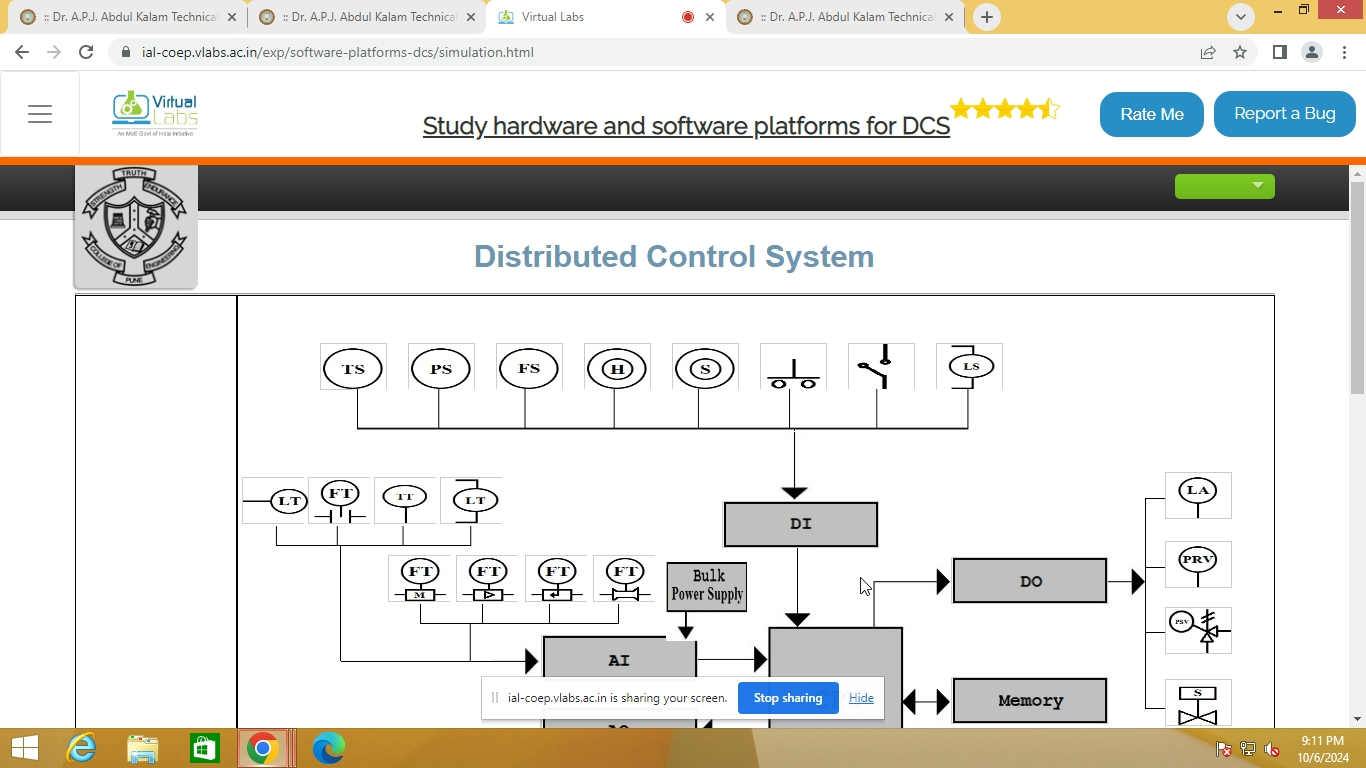 :: Dr. A.P.J. Abdul Kalam Technical
:: Dr. A.P.J. Abdul Kalam Technical
Virtual Labs
:: Dr. A.P.J. Abdul Kalam Technical
ial-coep.vlabs.ac.in/exp/software-platforms-dcs/simulation.html
Virtual
Labs
An MoE Govt of India Initiative
Study hardware and software platforms for DCS
Rate Me
Report a Bug
TRUTH
STRENGTH
ENDURANCE
COLLEGE OF
ENGINEERING
PUNE
Distributed Control System
TS PS FS H S LS
LT FT TT LT
LA
DI
FT FT FT FT
M
Bulk
Power Supply
DO
PRV
PSV
AI
ial-coep.vlabs.ac.in is sharing your screen.
Stop sharing
Hide
Memory
S
9:11 PM
10/6/2024